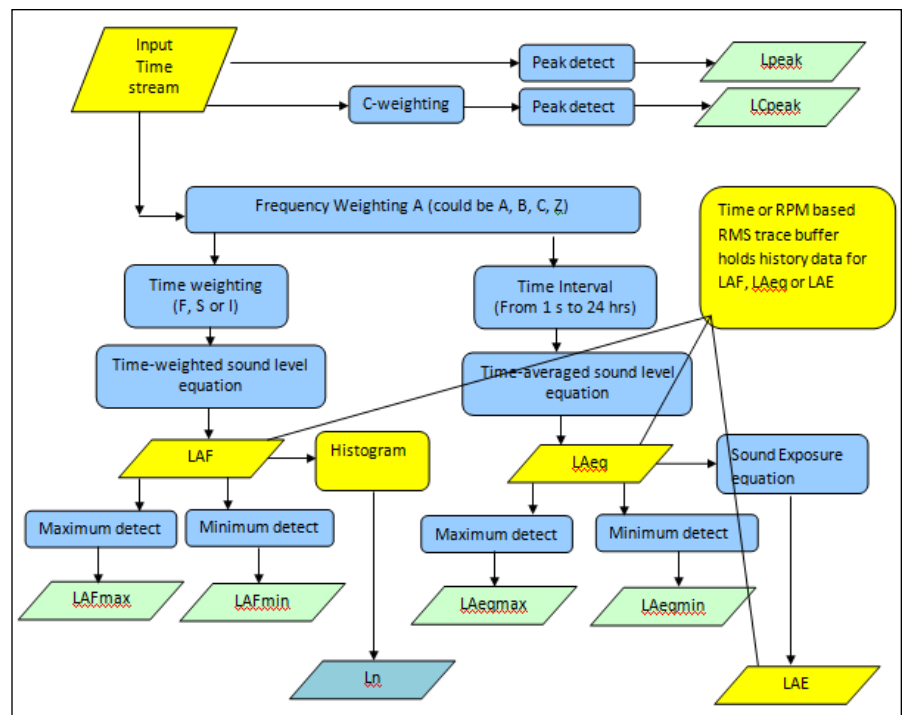 Input
Time
stream
Peak detect
Lpeak
C-weighting
Peak detect
LCpeak
Frequency Weighting A (could be A, B, C, Z)
Time or RPM based
RMS trace buffer
holds history data for
LAF, LAeq or LAE
Time weighting
(F, S or I)
Time Interval
(From 1 s to 24 hrs)
Time-weighted sound level
equation
Time-averaged sound level
equation
LAF
Histogram
LAeq
Sound Exposure
equation
Maximum detect
Minimum detect
Maximum detect
Minimum detect
LAFmax
LAFmin
LAeqmax
LAeqmin
Ln
LAE